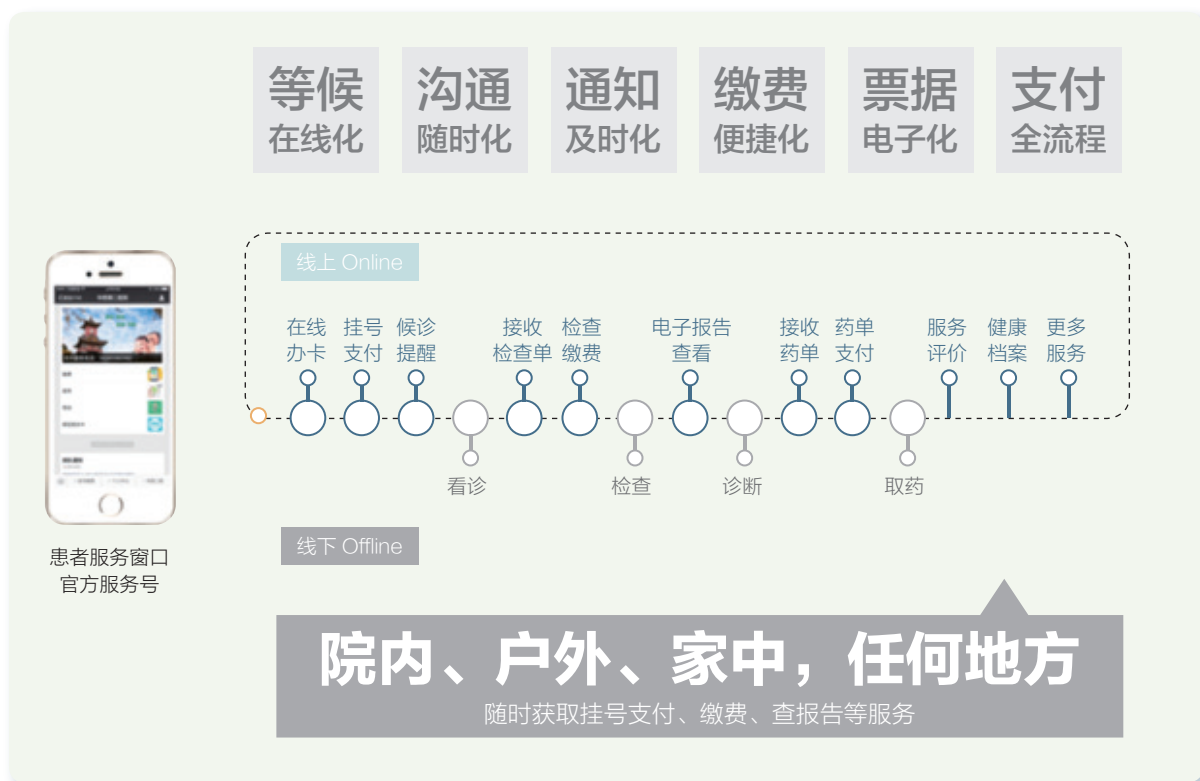 等候
在线化
沟通
随时化
通知
及时化
缴费
便捷化
票据
电子化
支付
全流程
线上 Online
在线
办卡
挂号
支付
候诊
提醒
接收
检查单
检查
缴费
电子报告
查看
接收
药单
药单
支付
服务
评价
健康
档案
更多
服务
看诊
检查
诊断
取药
线下 Offline
患者服务窗口
官方服务号
院内、户外、家中，任何地方
随时获取挂号支付、缴费、查报告等服务